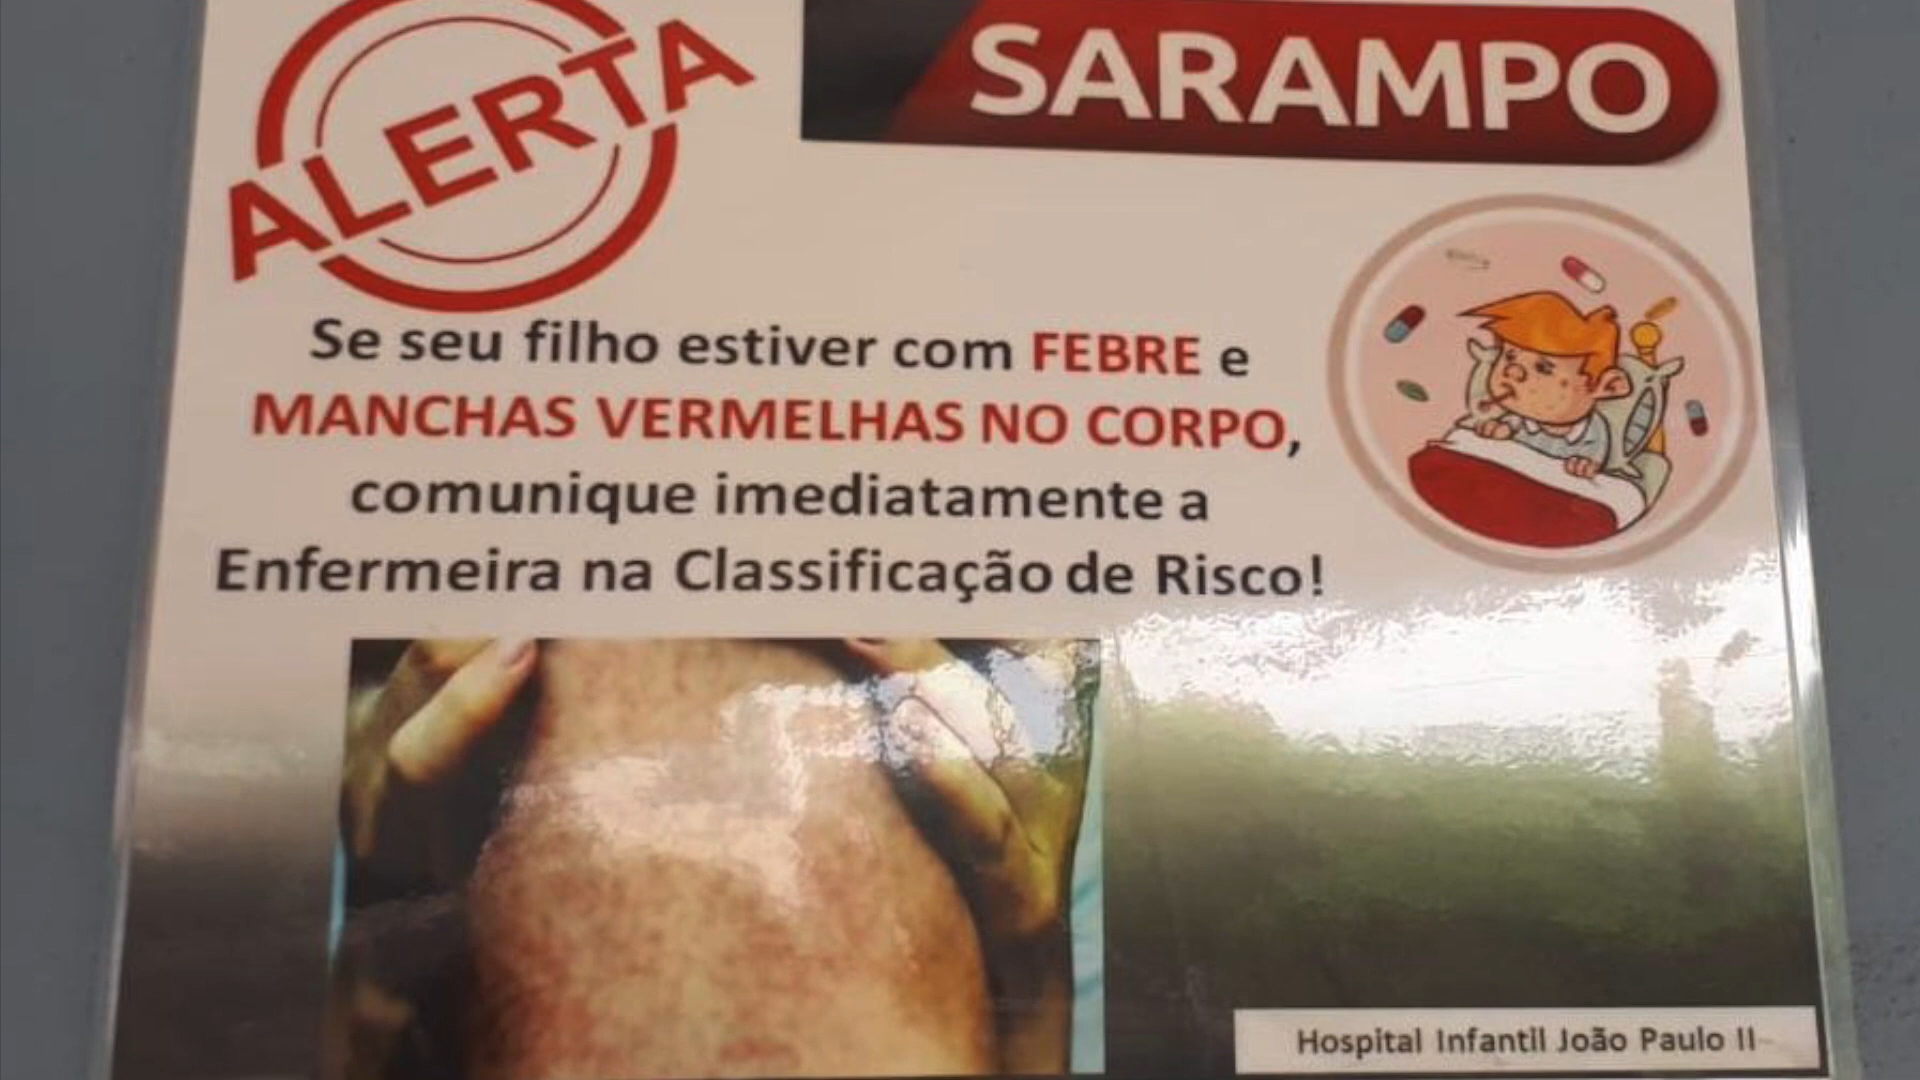 ALERTA
SARAMPO
Se seu filho estiver com FEBRE e
MANCHAS VERMELHAS NO CORPO,
comunique imediatamente a
Enfermeira na Classificação de Risco!
Hospital Infantil João Paulo II